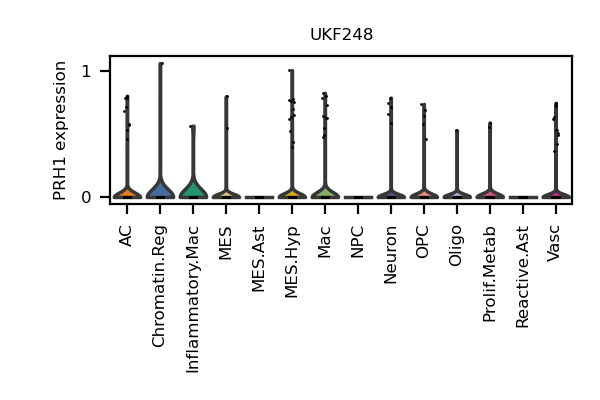 UKF248
PRH1 expression
1
0
AC
Chromatin.Reg
Inflammatory.Mac
MES
MES.Ast
MES.Hyp
Mac
NPC
Neuron
OPC
Oligo
Prolif.Metab
Reactive.Ast
Vasc